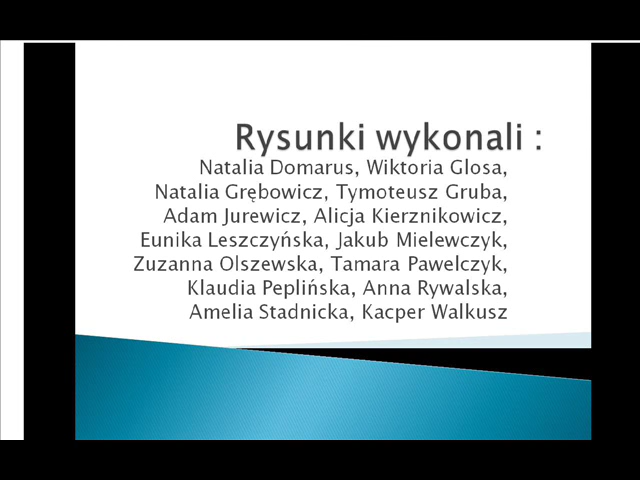 Rysunki wykonali :
Natalia Domarus, Wiktoria Glosa,
Natalia Grębowicz, Tymoteusz Gruba,
Adam Jurewicz, Alicja Kierznikowicz,
Eunika Leszczyńska, Jakub Mielewczyk,
Zuzanna Olszewska, Tamara Pawelczyk,
Klaudia Peplińska, Anna Rywalska,
Amelia Stadnicka, Kacper Walkusz